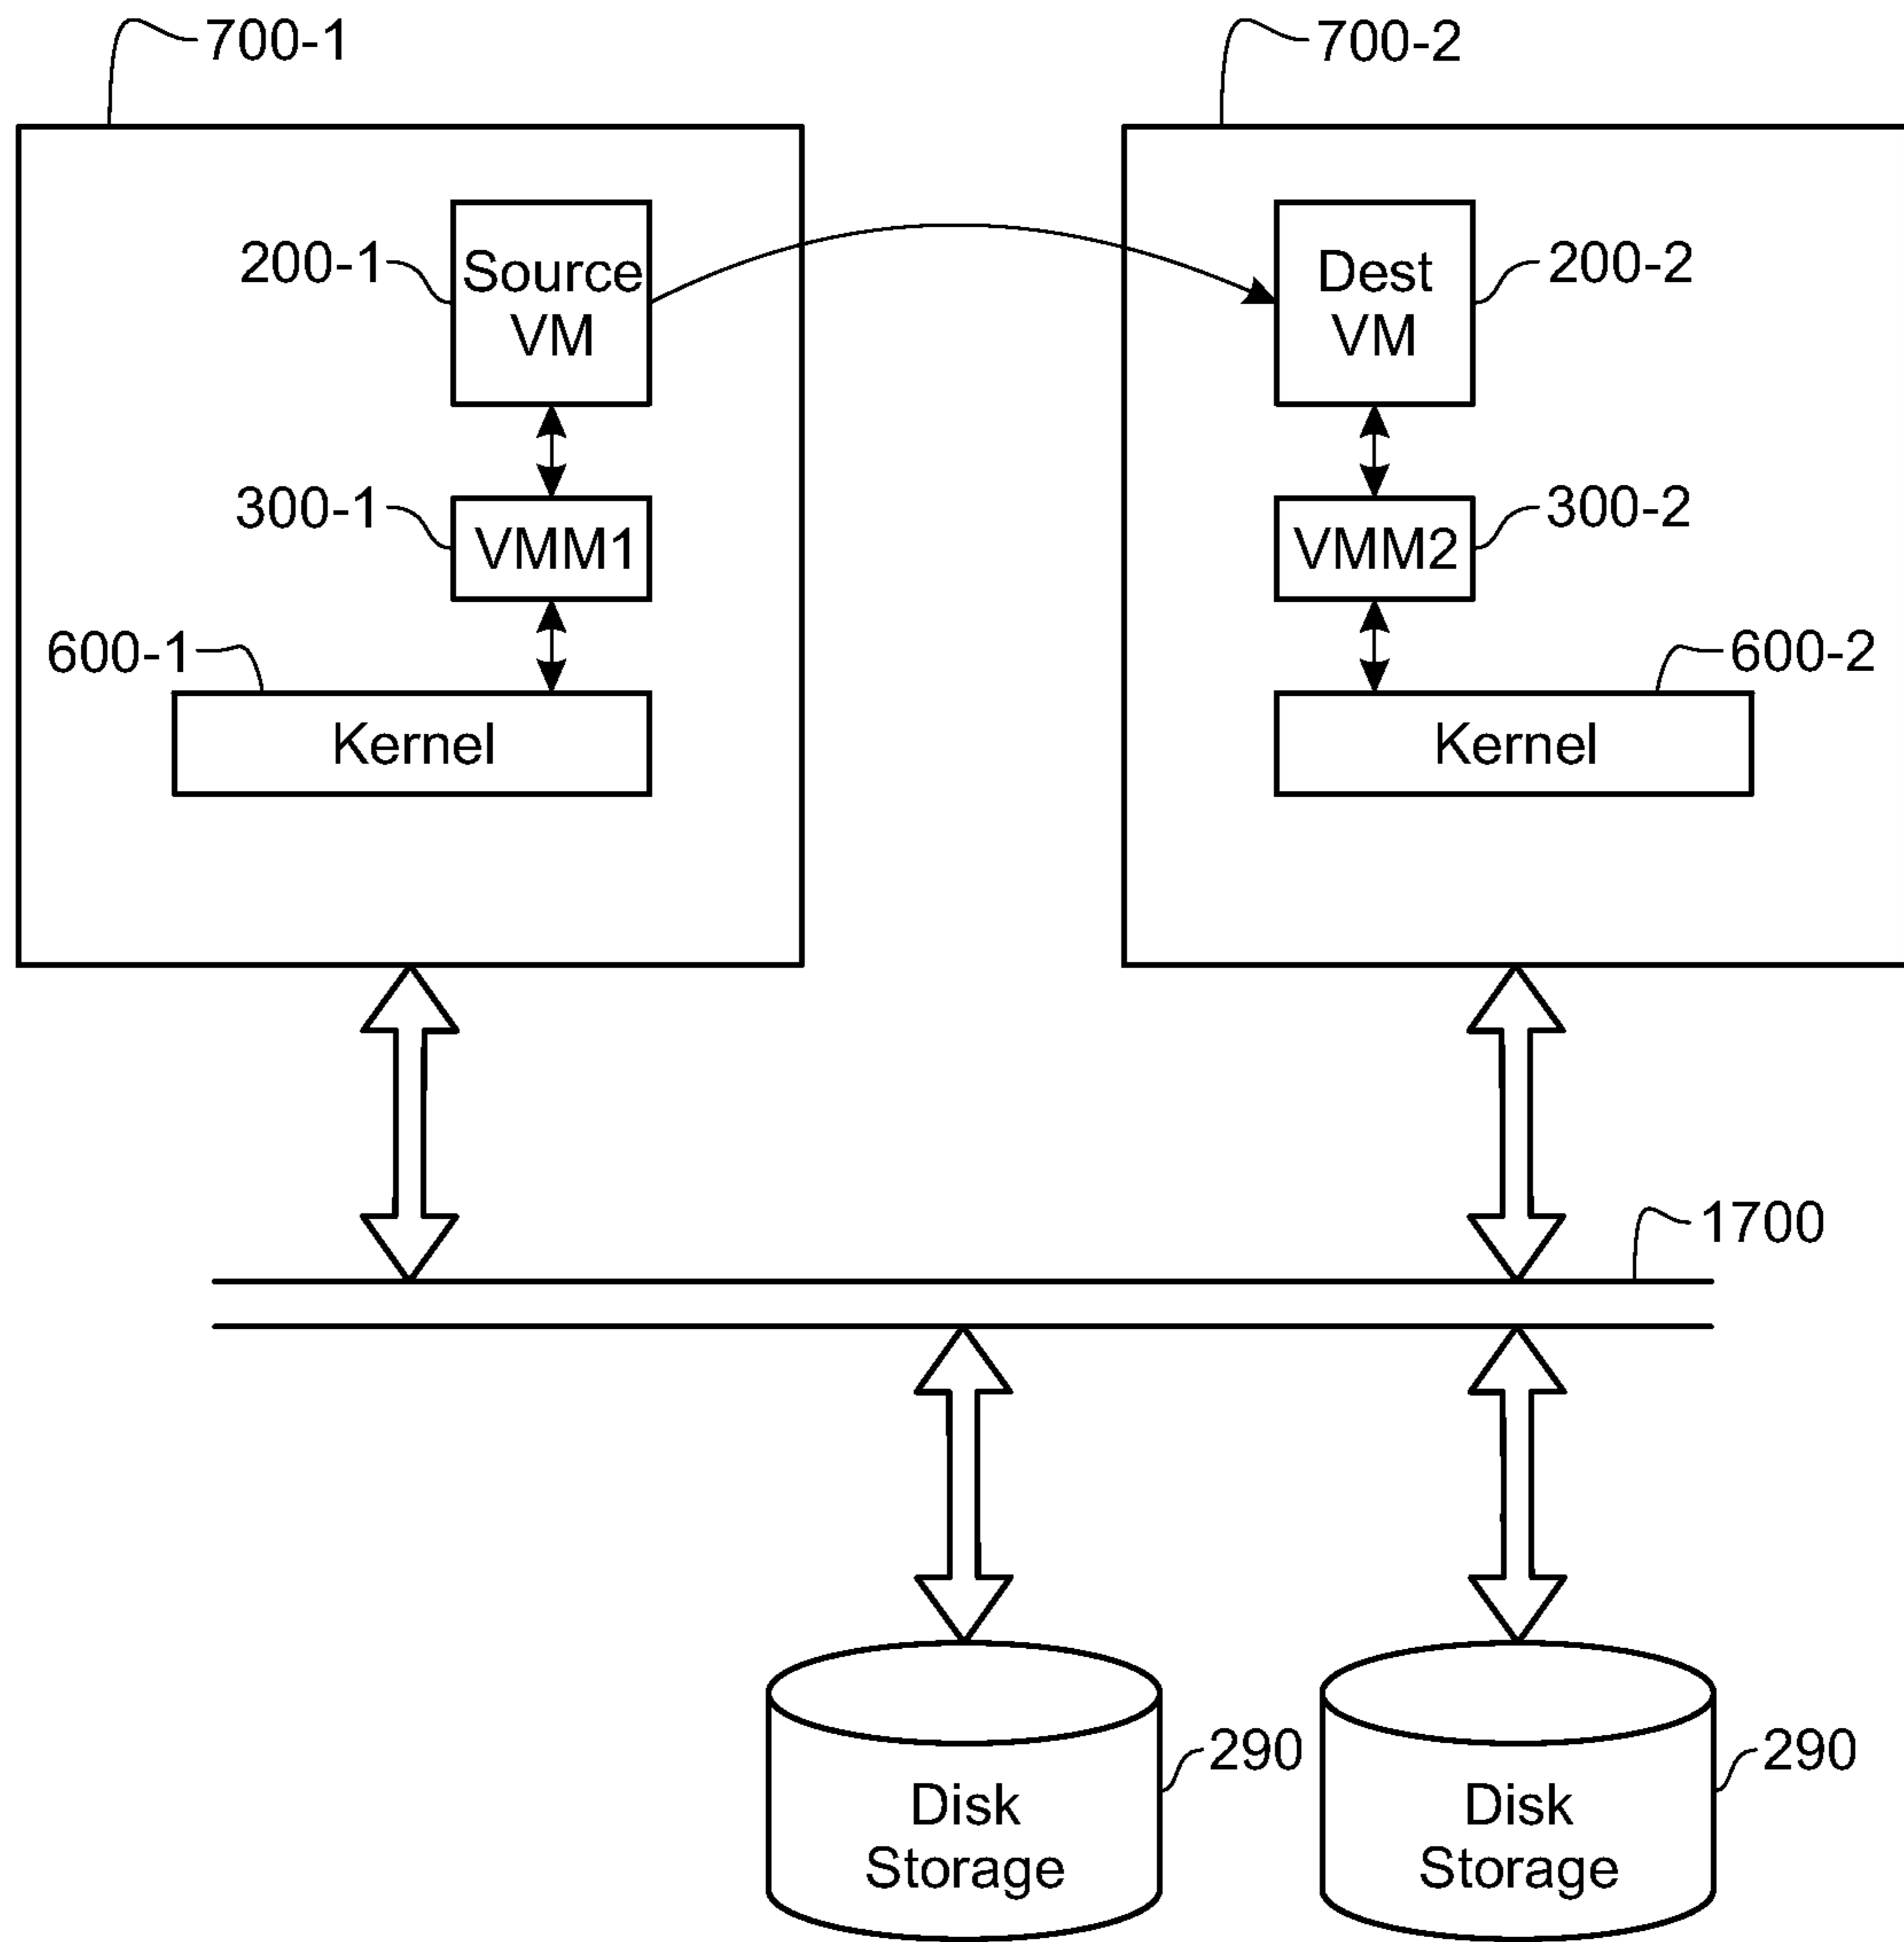 700-1
700-2
200-1
Source
VM
Dest
VM
200-2
300-1
VMM1
VMM2
300-2
600-1
600-2
Kernel
Kernel
1700
290
290
Disk
Storage
Disk
Storage